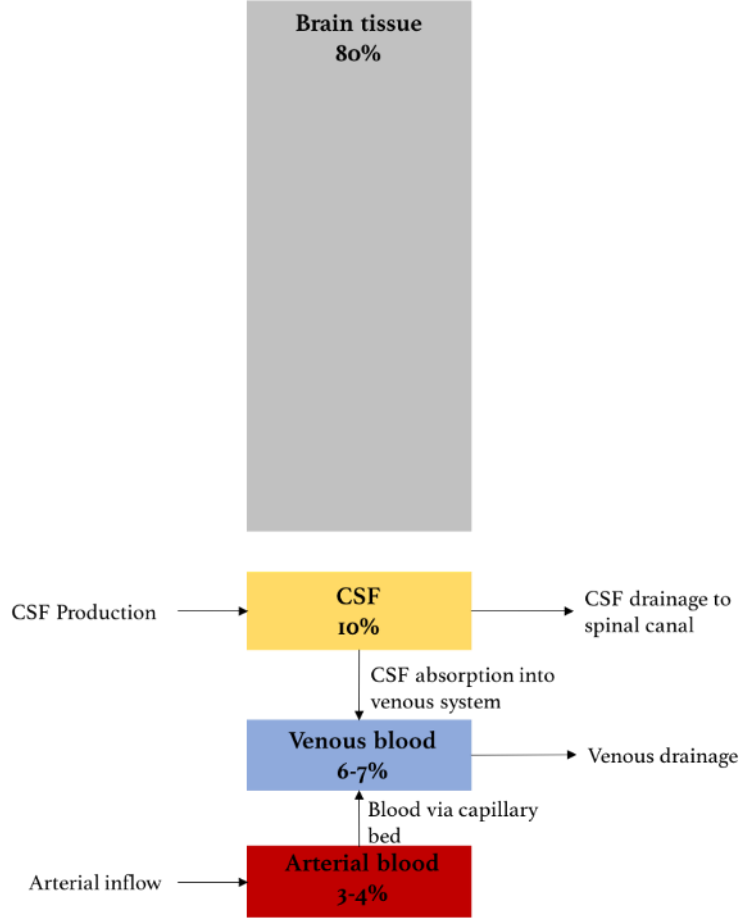 Brain tissue
80%
CSF Production
CSF
10%
CSF drainage to
spinal canal
CSF absorption into
venous system
Venous blood
6-7%
Venous drainage
Blood via capillary
bed
Arterial inflow
Arterial blood
3-4%